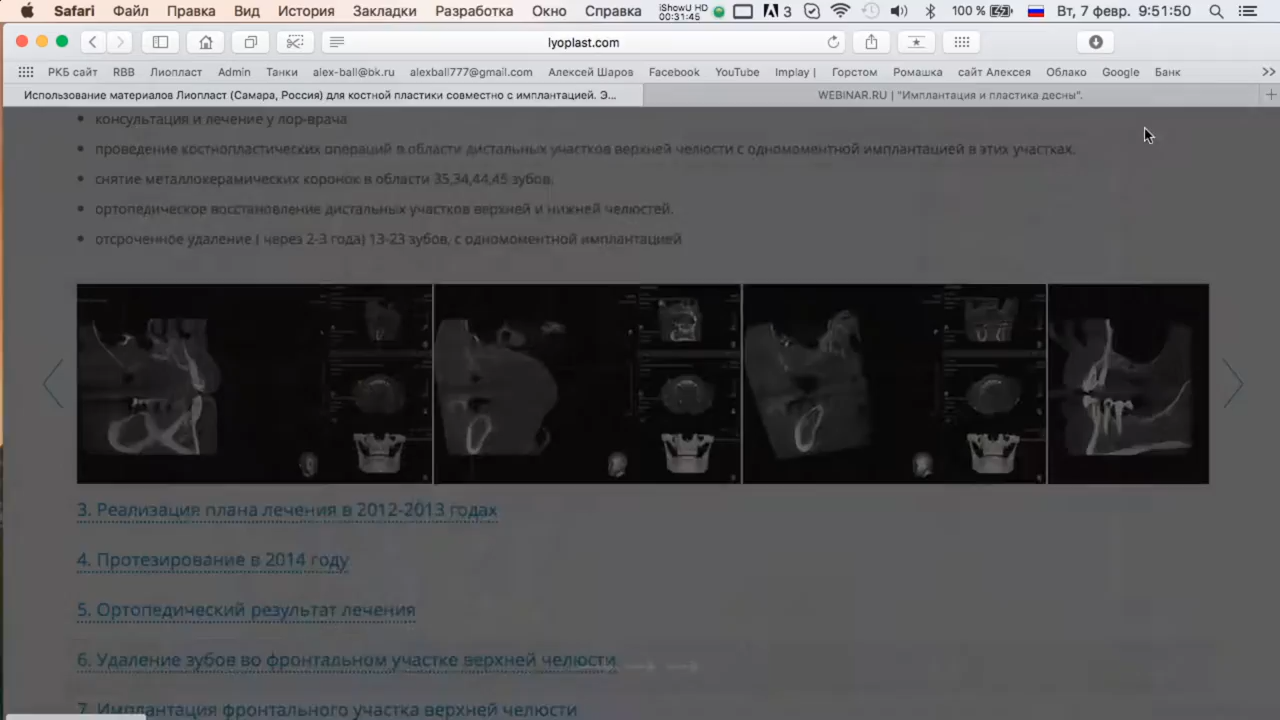 Safari Файл Правка Вид История Закладки Разработка Окно Справка iShowU HD 00:31:45 3 100 % Вт, 7 февр. 9:51:50
lyoplast.com
РКБ сайт RBB Лиопласт Admin Танки alex-ball@bk.ru alexball777@gmail.com Алексей Шаров Facebook YouTube Implay | Горстом Ромашка сайт Алексея Облако Google Банк
Использование материалов Лиопласт (Самара, Россия) для костной пластики совместно с имплантацией. Э... WEBINAR.RU | "Имплантация и пластика десны".
консультация и лечение у лор-врача
проведение костнопластических операций в области дистальных участков верхней челюсти с одномоментной имплантацией в этих участках.
снятие металлокерамических коронок в области 35,34,44,45 зубов.
ортопедическое восстановление дистальных участков верхней и нижней челюстей.
отсроченное удаление ( через 2-3 года) 13-23 зубов, с одномоментной имплантацией
3. Реализация плана лечения в 2012-2013 годах
4. Протезирование в 2014 году
5. Ортопедический результат лечения
6. Удаление зубов во фронтальном участке верхней челюсти
7. Имплантация фронтального участка верхней челюсти